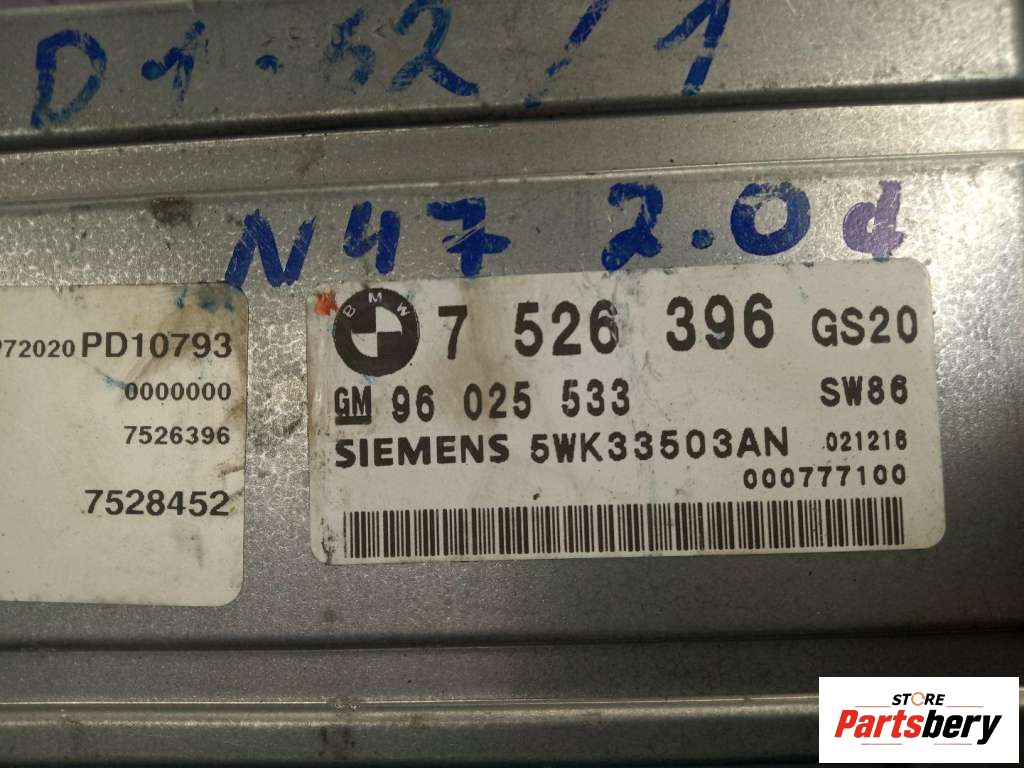 D1.52/1
N47 2.0d
972020 PD10793
0000000
7526396
7528452
BMW 7 526 396 GS20
GM 96 025 533 SW86
SIEMENS 5WK33503AN 021216
000777100
STORE
Partsbery